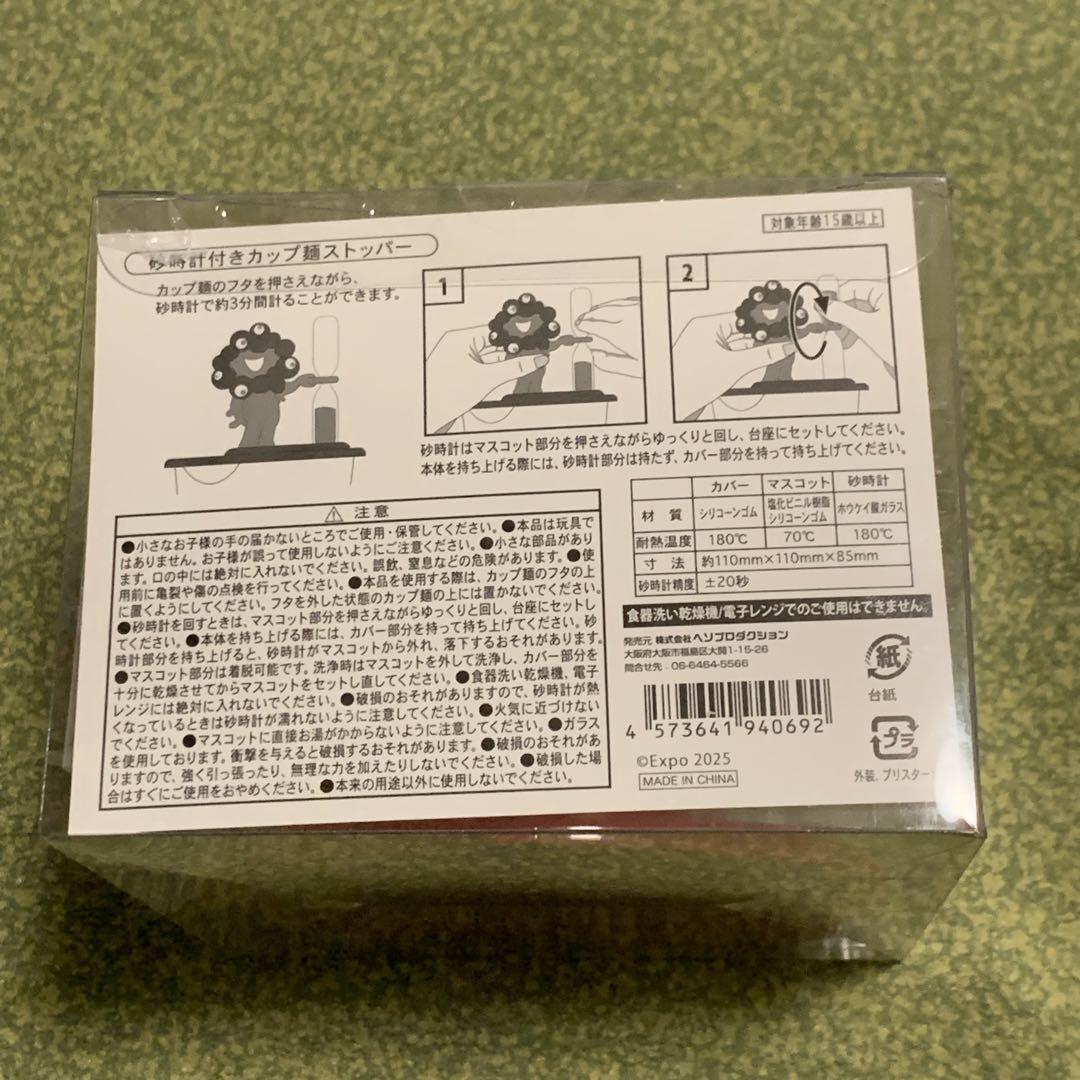 砂時計付きカップ麺ストッパー
対象年齢15歳以上
カップ麺のフタを押さえながら、
砂時計で約3分間計ることができます。
1
2
砂時計はマスコット部分を押さえながらゆっくりと回し、台座にセットしてください。
本体を持ち上げる際には、砂時計部分は持たず、カバー部分を持って持ち上げてください。
⚠ 注意
●小さなお子様の手の届かないところでご使用・保管してください。●本品は玩具で
はありません。お子様が誤って使用しないようにご注意ください。●小さな部品があり
ます。口の中には絶対に入れないでください。誤飲、窒息などの危険があります。●使
用前に亀裂や傷の点検を行ってください。●本品を使用する際は、カップ麺のフタの上
に置くようにしてください。フタを外した状態のカップ麺の上には置かないでください。
●砂時計を回すときは、マスコット部分を押さえながらゆっくりと回し、台座にセットし
てください。●本体を持ち上げる際には、カバー部分を持って持ち上げてください。砂
時計部分を持ち上げると、砂時計がマスコットから外れ、落下するおそれがあります。
●マスコット部分は着脱可能です。洗浄時はマスコットを外して洗浄し、カバー部分を
十分に乾燥させてからマスコットをセットし直してください。●食器洗い乾燥機、電子
レンジには絶対に入れないでください。●破損のおそれがありますので、砂時計が熱
くなっているときは砂時計が濡れないように注意してください。●火気に近づけない
でください。●マスコットに直接お湯がかからないように注意してください。●ガラス
を使用しております。衝撃を与えると破損するおそれがあります。●破損のおそれがあ
りますので、強く引っ張ったり、無理な力を加えたりしないでください。●破損した場
合はすぐにご使用をおやめください。●本来の用途以外に使用しないでください。
カバー マスコット 砂時計
材質 シリコーンゴム 塩化ビニル樹脂 シリコーンゴム ホウケイ酸ガラス
耐熱温度 180℃ 70℃ 180℃
寸法 約110mm×110mm×85mm
砂時計精度 ±20秒
食器洗い乾燥機/電子レンジでのご使用はできません。
発売元 株式会社ヘソプロダクション
大阪府大阪市福島区大開1-15-26
問合せ先：06-6464-5566
紙
台紙
4 573641 940692
プラ
外装、ブリスター
©Expo 2025
MADE IN CHINA